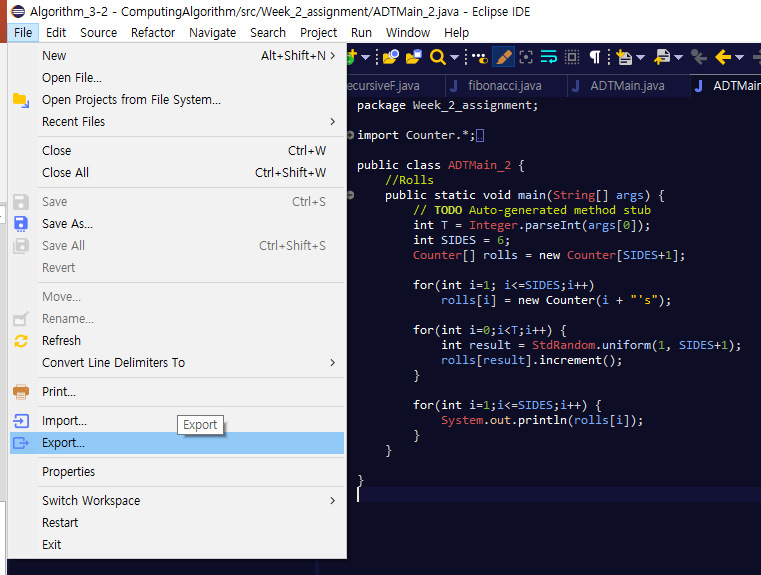 Algorithm_3-2 - ComputingAlgorithm/src/Week_2_assignment/ADTMain_2.java - Eclipse IDE
File Edit Source Refactor Navigate Search Project Run Window Help
New Alt+Shift+N >
Open File...
Open Projects from File System...
Recent Files >
Close Ctrl+W
Close All Ctrl+Shift+W
Save Ctrl+S
Save As...
Save All Ctrl+Shift+S
Revert
Move...
Rename...
Refresh
Convert Line Delimiters To >
Print...
Import...
Export...
Export
Properties
Switch Workspace >
Restart
Exit
ecursiveF.java fibonacci.java ADTMain.java ADTMain
package Week_2_assignment;
import Counter.*;
public class ADTMain_2 {
//Rolls
public static void main(String[] args) {
// TODO Auto-generated method stub
int T = Integer.parseInt(args[0]);
int SIDES = 6;
Counter[] rolls = new Counter[SIDES+1];
for(int i=1; i<=SIDES;i++)
rolls[i] = new Counter(i + "'s");
for(int i=0;i<T;i++) {
int result = StdRandom.uniform(1, SIDES+1);
rolls[result].increment();
}
for(int i=1;i<=SIDES;i++) {
System.out.println(rolls[i]);
}
}
}